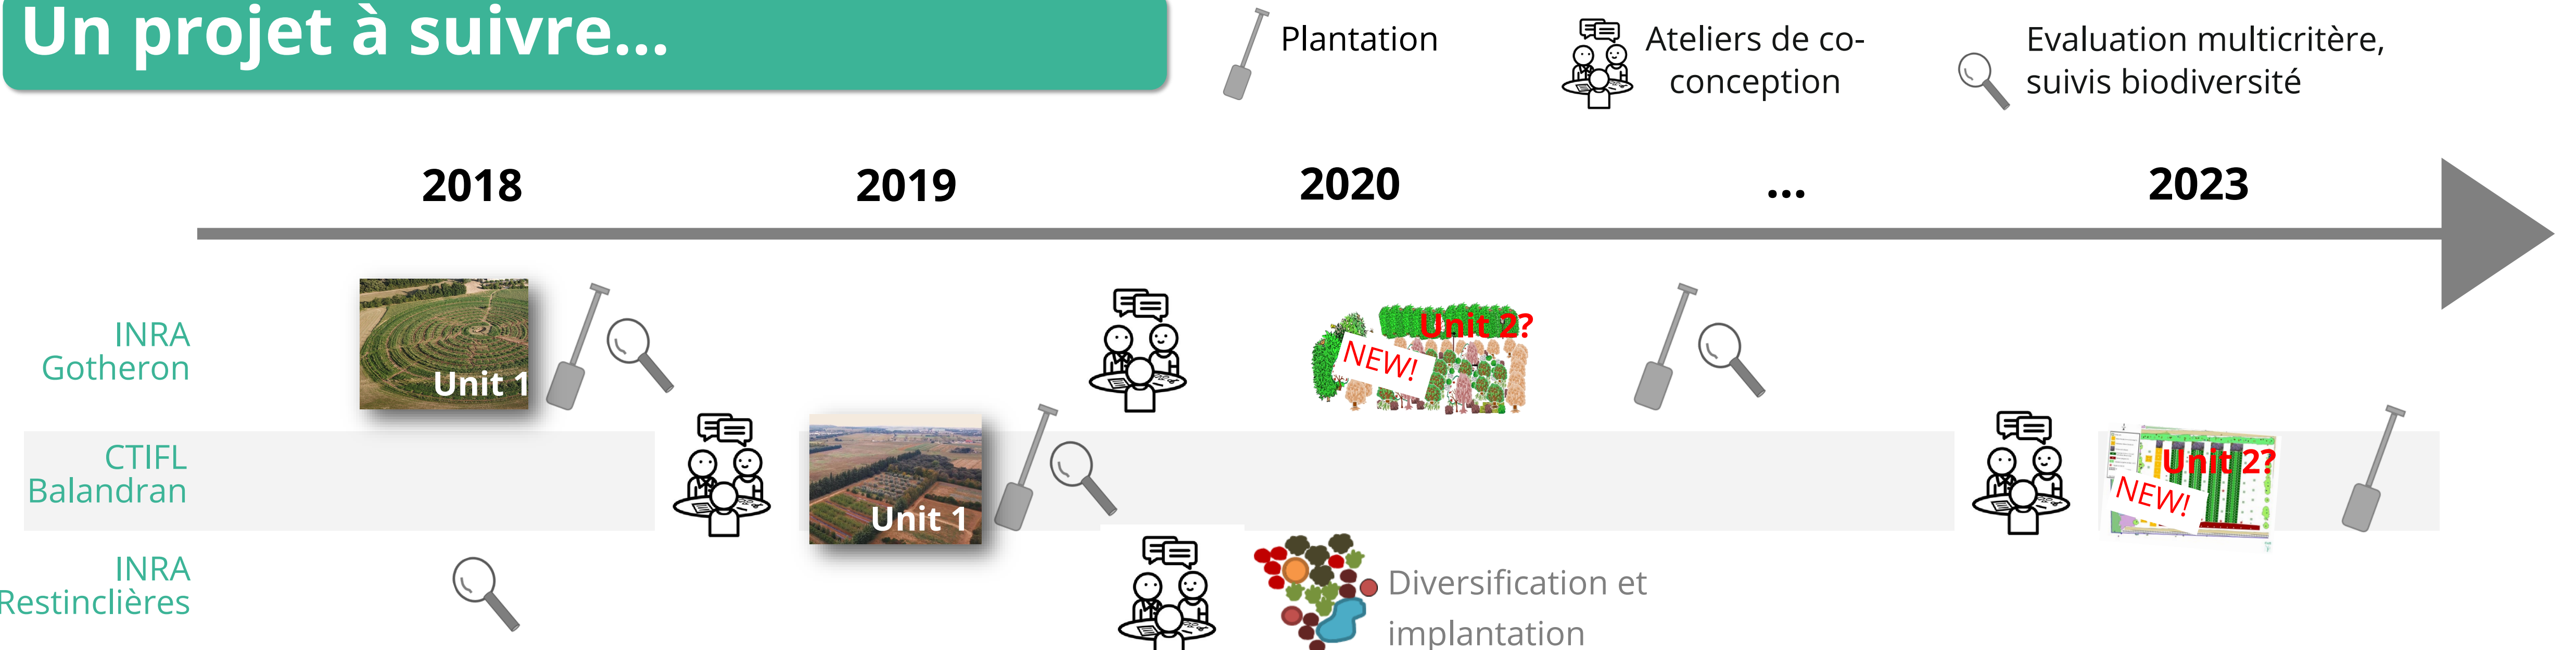 Un projet à suivre...
Plantation
Ateliers de co-
conception
Evaluation multicritère,
suivis biodiversité
2018
2019
2020
...
2023
INRA
Gotheron
Unit 1
Unit 2?
NEW!
CTIFL
Balandran
Unit 1
Unit 2?
NEW!
INRA
Restinclières
Diversification et
implantation